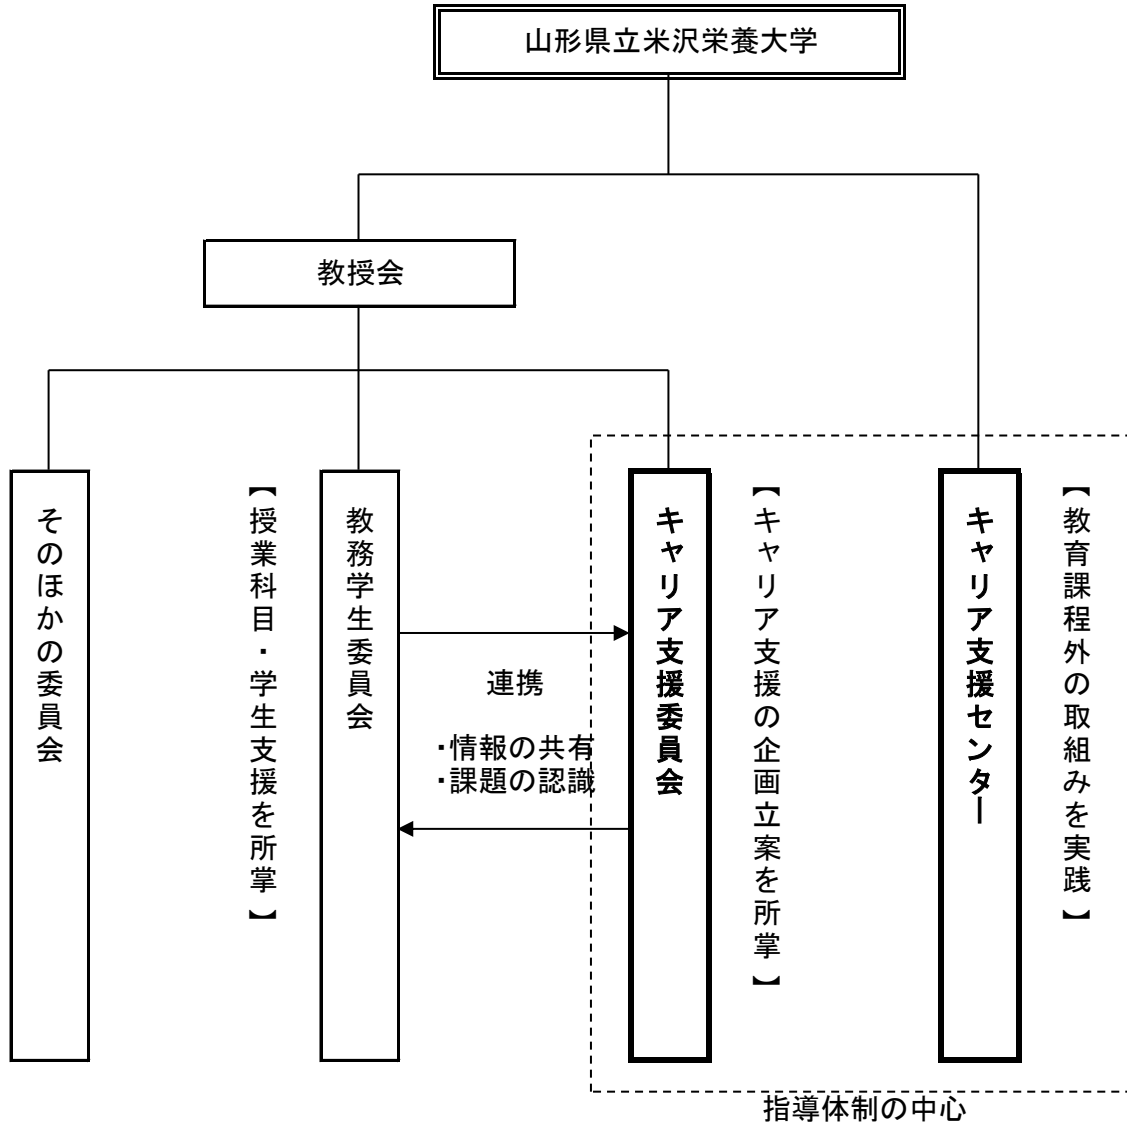 山形県立米沢栄養大学
教授会
そのほかの委員会
【授業科目・学生支援を所掌】
教務学生委員会
連携
・情報の共有
・課題の認識
キャリア支援委員会
【キャリア支援の企画立案を所掌】
キャリア支援センター
【教育課程外の取組みを実践】
指導体制の中心